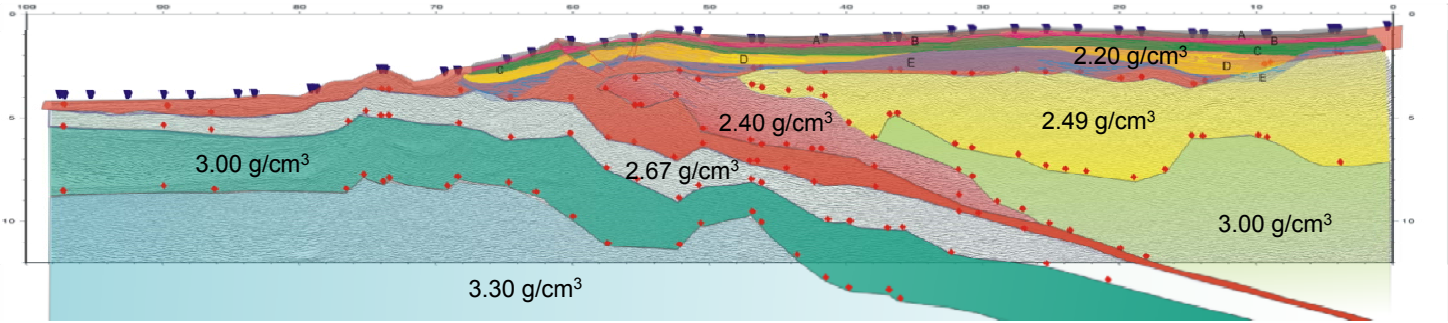 100 90 80 70 60 50 40 30 20 10 0
0 0
5 5
10 10
A B A B
C C
D D
E E
2.20 g/cm³
2.40 g/cm³
2.49 g/cm³
3.00 g/cm³
2.67 g/cm³
3.00 g/cm³
3.30 g/cm³